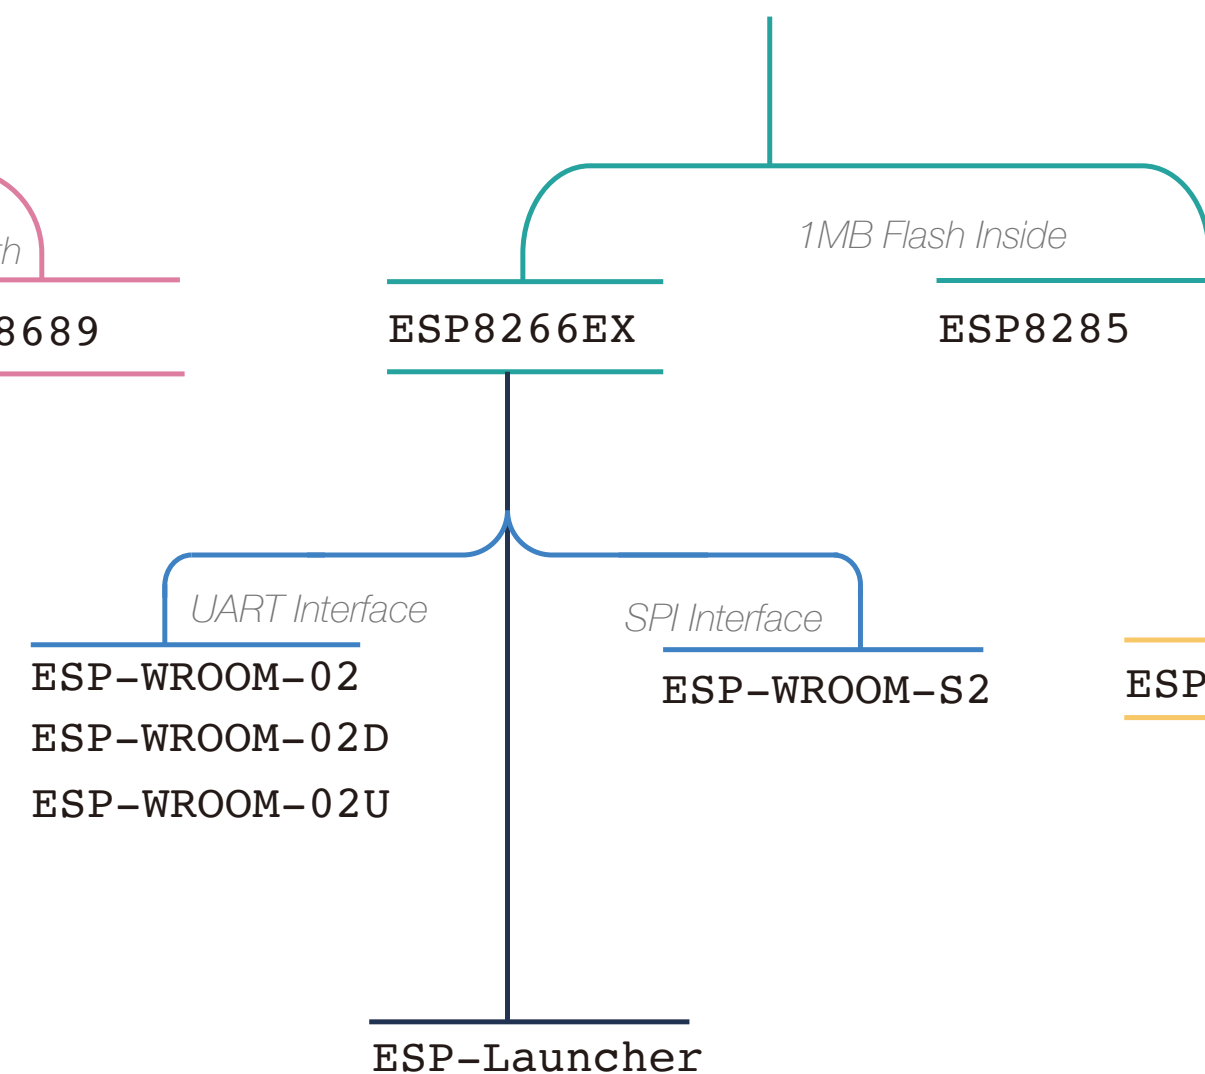 1MB Flash Inside
8689
ESP8266EX
ESP8285
UART Interface
SPI Interface
ESP-WROOM-02
ESP-WROOM-S2
ESP
ESP-WROOM-02D
ESP-WROOM-02U
ESP-Launcher